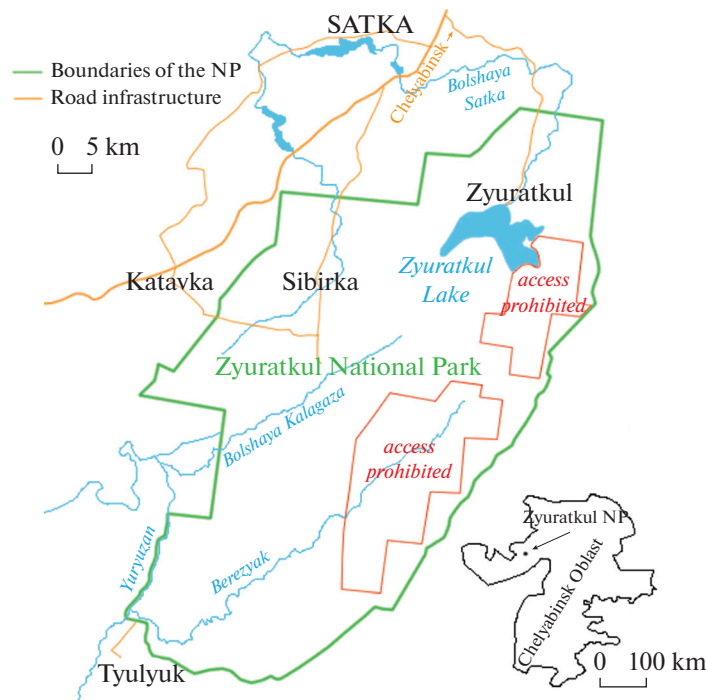 SATKA
Boundaries of the NP
Road infrastructure
0 5 km
Chelyabinsk
Bolshaya
Satka
Zyuratkul
Zyuratkul
Lake
Katavka
Sibirka
access
prohibited
Zyuratkul National Park
Bolshaya Kalagaza
access
prohibited
Yuryuzan
Berezyak
Tyulyuk
Zyuratkul NP
Chelyabinsk Oblast
0 100 km